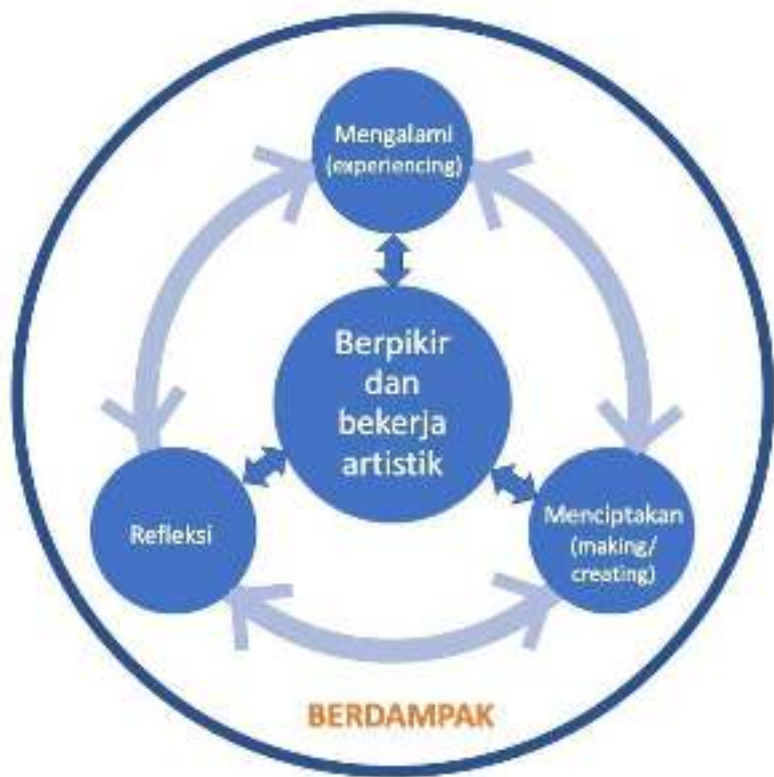 Mengalami
(experiencing)
Berpikir
dan
bekerja
artistik
Refleksi
Menciptakan
(making/
creating)
BERDAMPAK